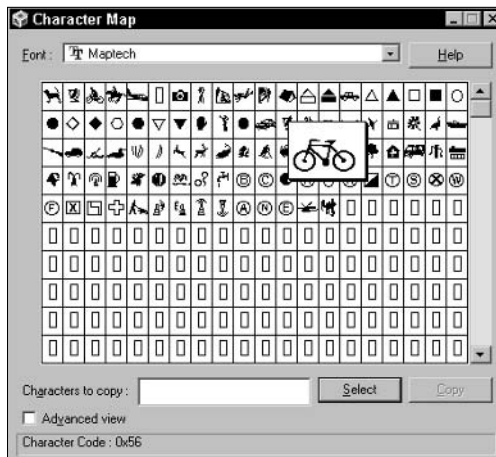 Character Map
Font : Maptech
Help
Characters to copy :
Select
Copy
Advanced view
Character Code : 0x56